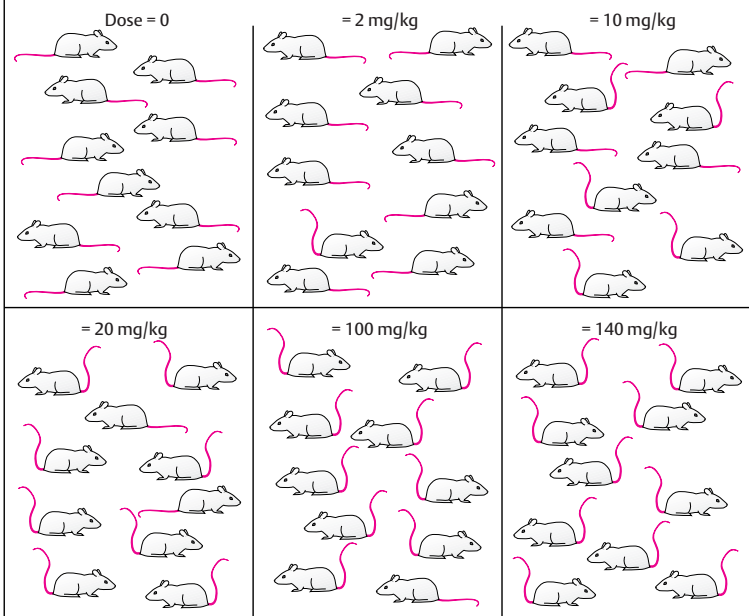 Dose = 0
= 2 mg/kg
= 10 mg/kg
= 20 mg/kg
= 100 mg/kg
= 140 mg/kg